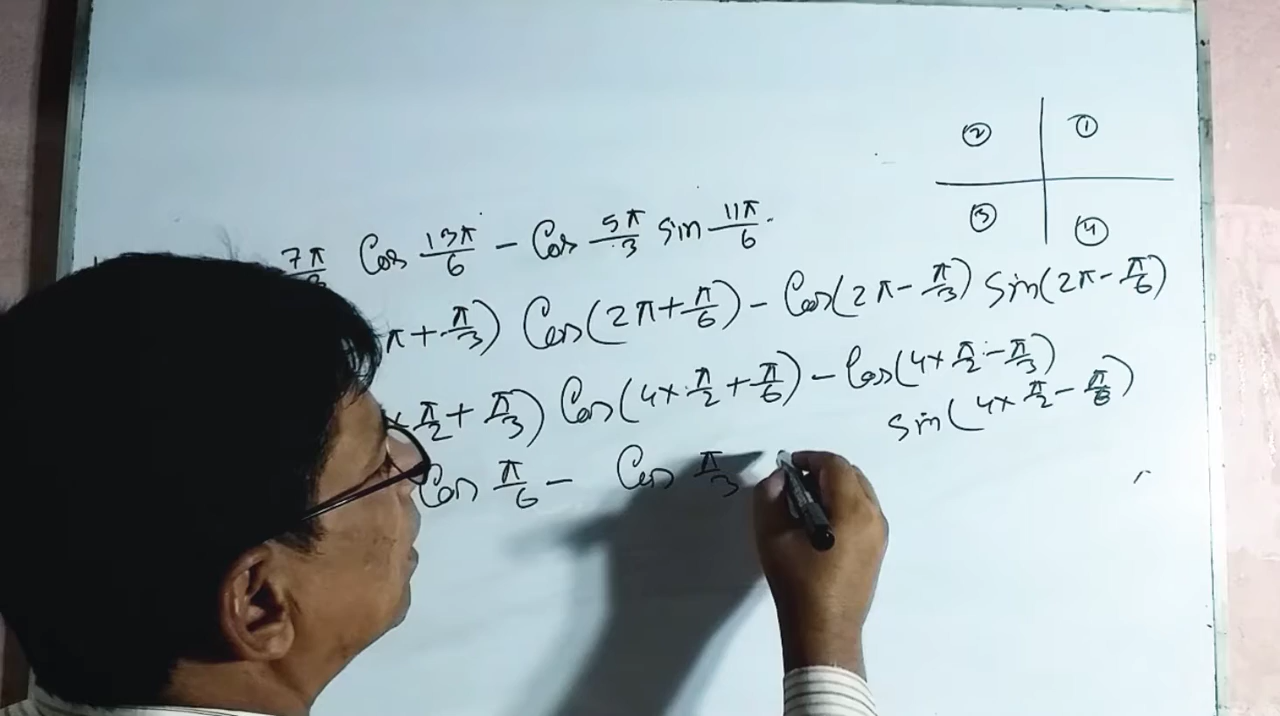 ② ①
③ ④
7π/3 Cos 13π/6 - Cos 5π/3 sin 11π/6
π + π/3) Cos(2π + π/6) - Cos(2π - π/3) Sin(2π - π/6)
× π/2 + π/3) Cos(4× π/2 + π/6) - Cos(4× π/2 - π/3)
sin(4× π/2 - π/6)
Cos π/6 - Cos π/3